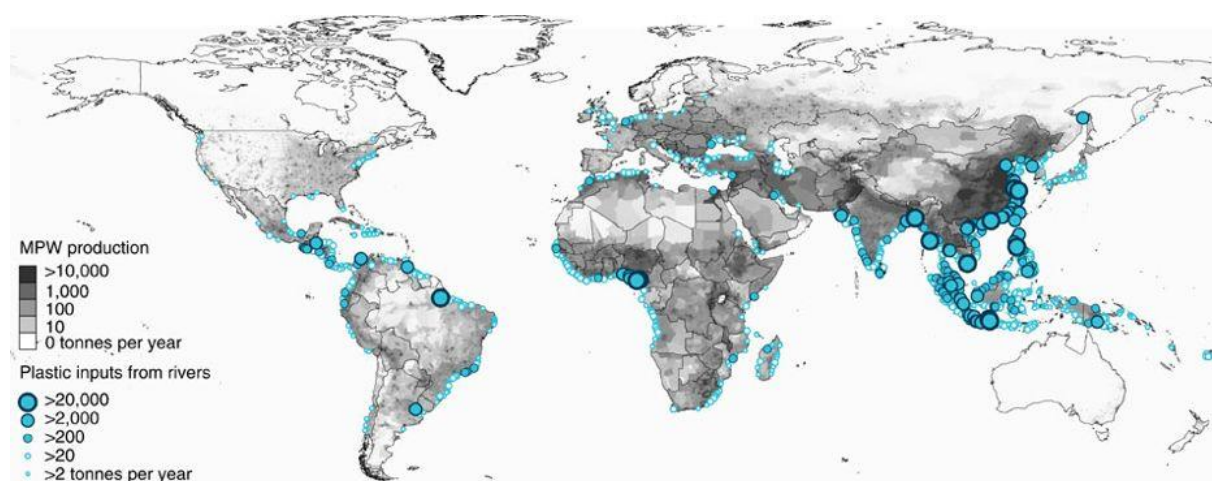 MPW production
>10,000
1,000
100
10
0 tonnes per year
Plastic inputs from rivers
>20,000
>2,000
>200
>20
>2 tonnes per year